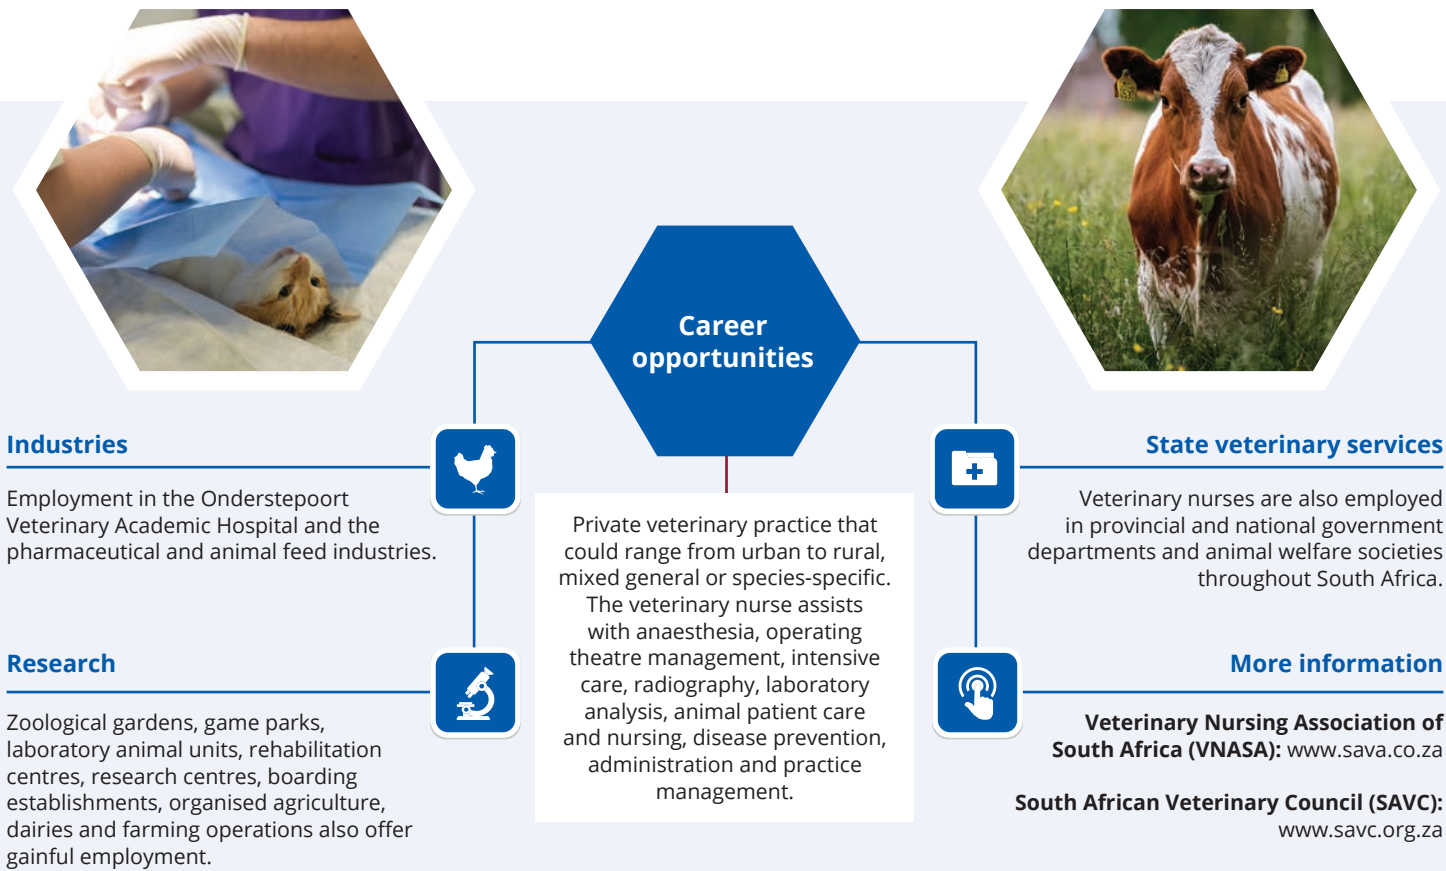 Career
opportunities
Industries
Employment in the Onderstepoort
Veterinary Academic Hospital and the
pharmaceutical and animal feed industries.
Research
Zoological gardens, game parks,
laboratory animal units, rehabilitation
centres, research centres, boarding
establishments, organised agriculture,
dairies and farming operations also offer
gainful employment.
Private veterinary practice that
could range from urban to rural,
mixed general or species-specific.
The veterinary nurse assists
with anaesthesia, operating
theatre management, intensive
care, radiography, laboratory
analysis, animal patient care
and nursing, disease prevention,
administration and practice
management.
State veterinary services
Veterinary nurses are also employed
in provincial and national government
departments and animal welfare societies
throughout South Africa.
More information
Veterinary Nursing Association of
South Africa (VNASA): www.sava.co.za
South African Veterinary Council (SAVC):
www.savc.org.za